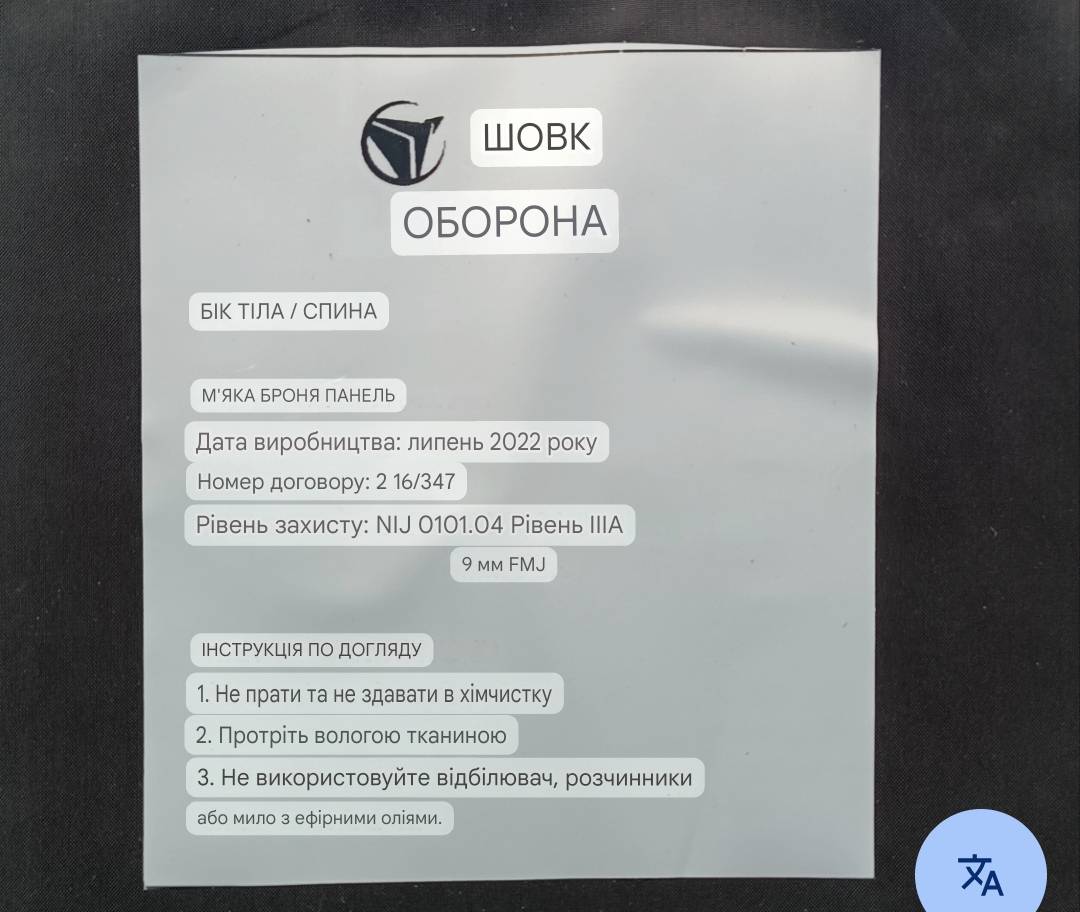 ШОВК
ОБОРОНА
БІК ТІЛА / СПИНА
М'ЯКА БРОНЯ ПАНЕЛЬ
Дата виробництва: липень 2022 року
Номер договору: 2 16/347
Рівень захисту: NIJ 0101.04 Рівень IIIA
9 мм FMJ
ІНСТРУКЦІЯ ПО ДОГЛЯДУ
1. Не прати та не здавати в хімчистку
2. Протріть вологою тканиною
3. Не використовуйте відбілювач, розчинники
або мило з ефірними оліями.